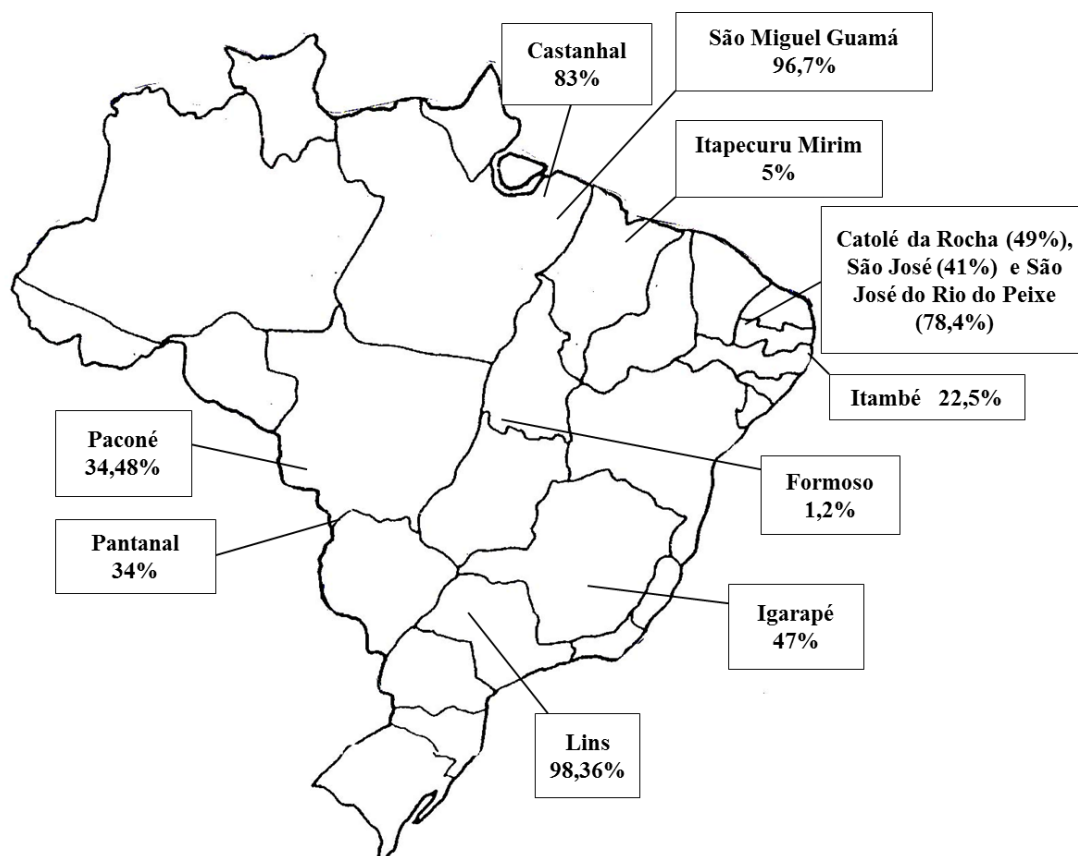 Castanhal
83%
São Miguel Guamá
96,7%
Itapecuru Mirim
5%
Catolé da Rocha (49%),
São José (41%) e São
José do Rio do Peixe
(78,4%)
Itambé 22,5%
Paconé
34,48%
Formoso
1,2%
Pantanal
34%
Igarapé
47%
Lins
98,36%